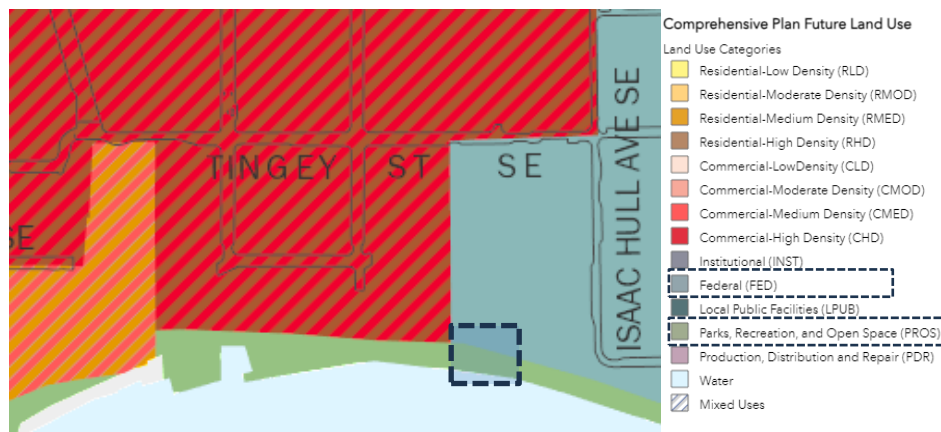 Comprehensive Plan Future Land Use
Land Use Categories
Residential-Low Density (RLD)
Residential-Moderate Density (RMOD)
Residential-Medium Density (RMED)
Residential-High Density (RHD)
Commercial-LowDensity (CLD)
Commercial-Moderate Density (CMOD)
Commercial-Medium Density (CMED)
Commercial-High Density (CHD)
Institutional (INST)
Federal (FED)
Local Public Facilities (LPUB)
Parks, Recreation, and Open Space (PROS)
Production, Distribution and Repair (PDR)
Water
Mixed Uses
TINGEY ST SE
ISAAC HULL AVE SE
SE